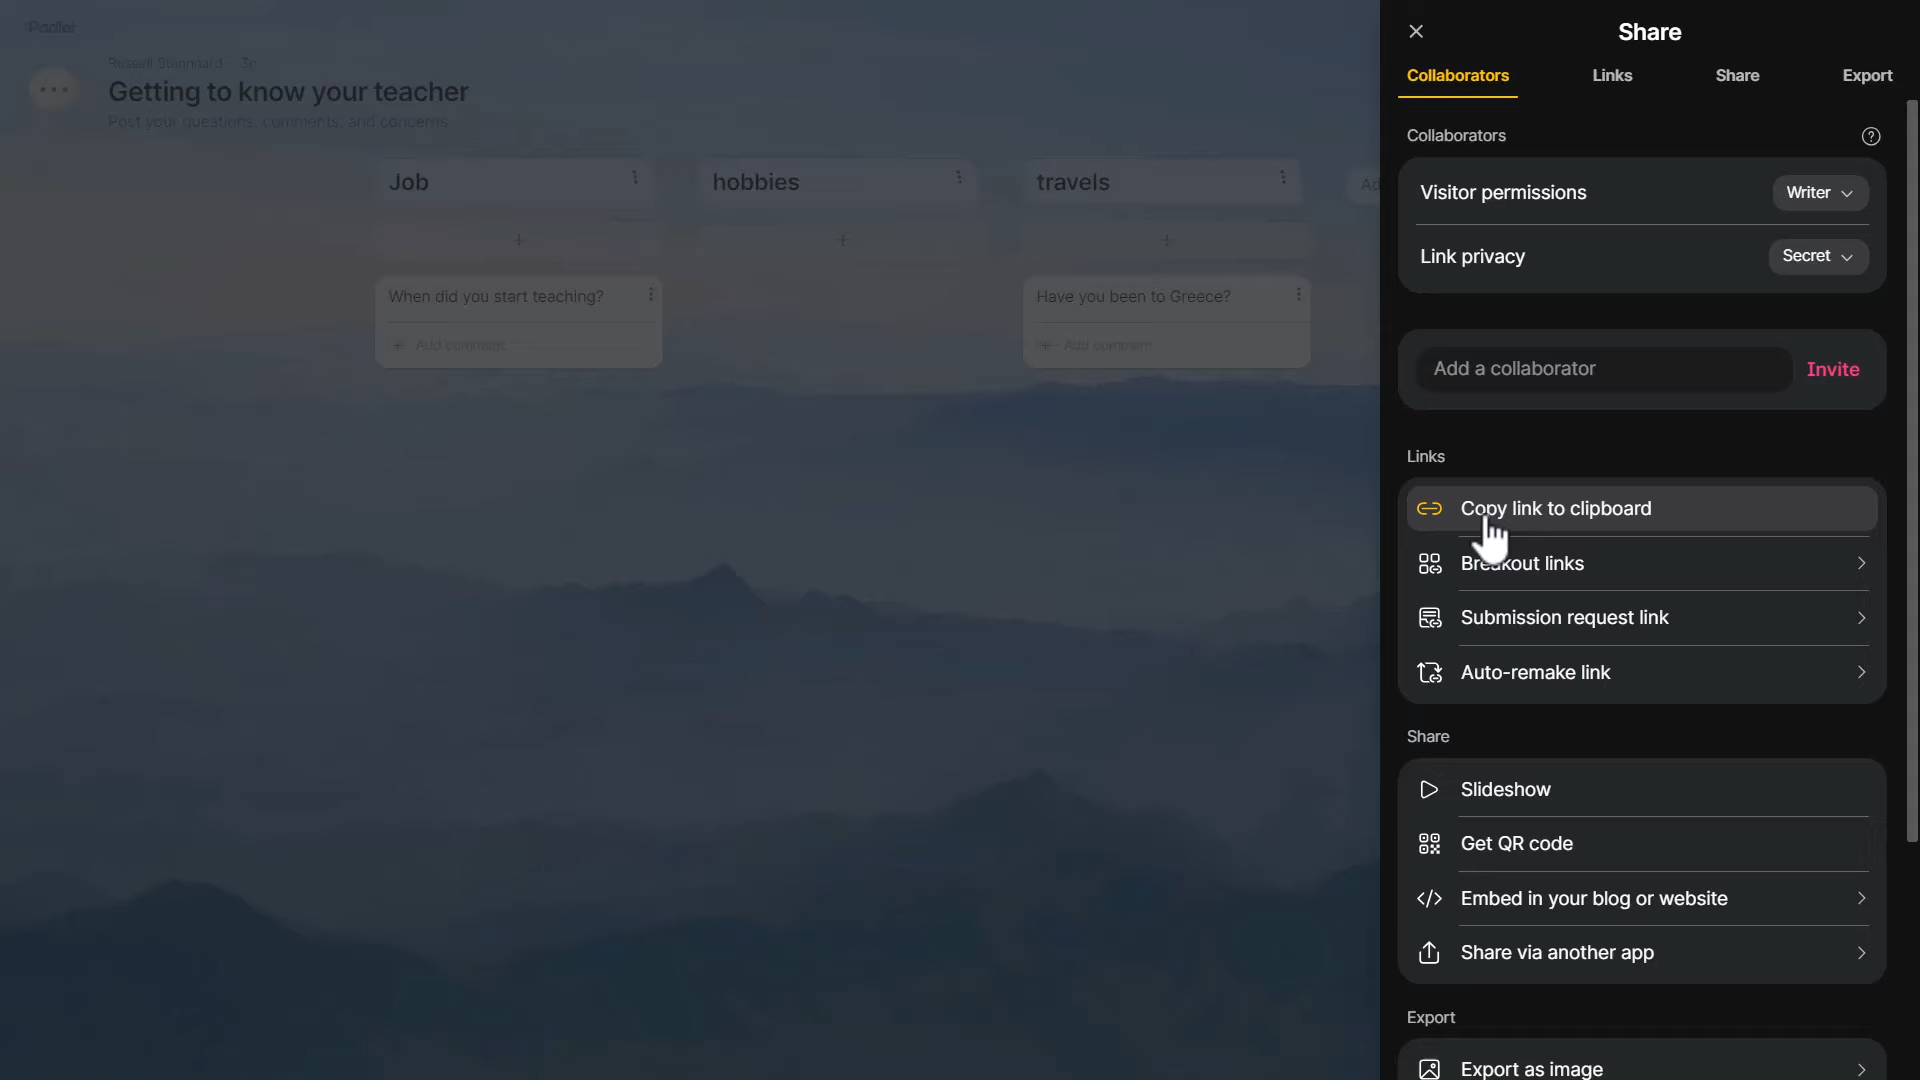 Padlet
Russell Stannard 3e
Getting to know your teacher
Post your questions, comments, and concerns
Job
hobbies
travels
Ad
When did you start teaching?
Add comment
Have you been to Greece?
Add comment
Share
Collaborators
Links
Share
Export
Collaborators
Visitor permissions
Writer
Link privacy
Secret
Add a collaborator
Invite
Links
Copy link to clipboard
Breakout links
Submission request link
Auto-remake link
Share
Slideshow
Get QR code
Embed in your blog or website
Share via another app
Export
Export as image